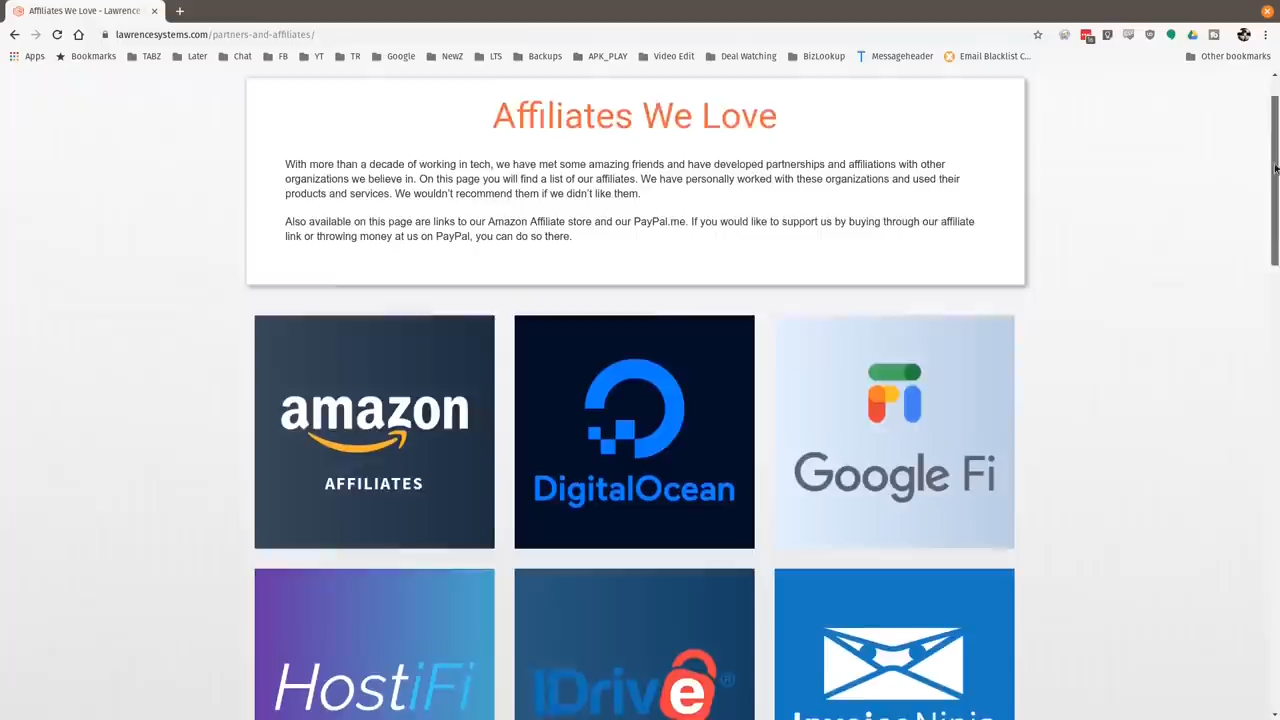 Affiliates We Love - Lawrence
lawrencesystems.com/partners-and-affiliates/
Apps Bookmarks TABZ Later Chat FB YT TR Google NewZ LTS Backups APK_PLAY Video Edit Deal Watching BizLookup Messageheader Email Blacklist C... Other bookmarks
Affiliates We Love
With more than a decade of working in tech, we have met some amazing friends and have developed partnerships and affiliations with other
organizations we believe in. On this page you will find a list of our affiliates. We have personally worked with these organizations and used their
products and services. We wouldn't recommend them if we didn't like them.
Also available on this page are links to our Amazon Affiliate store and our PayPal.me. If you would like to support us by buying through our affiliate
link or throwing money at us on PayPal, you can do so there.
amazon
AFFILIATES
DigitalOcean
Google Fi
HostiFi
IDrive®
Invoice Ninja